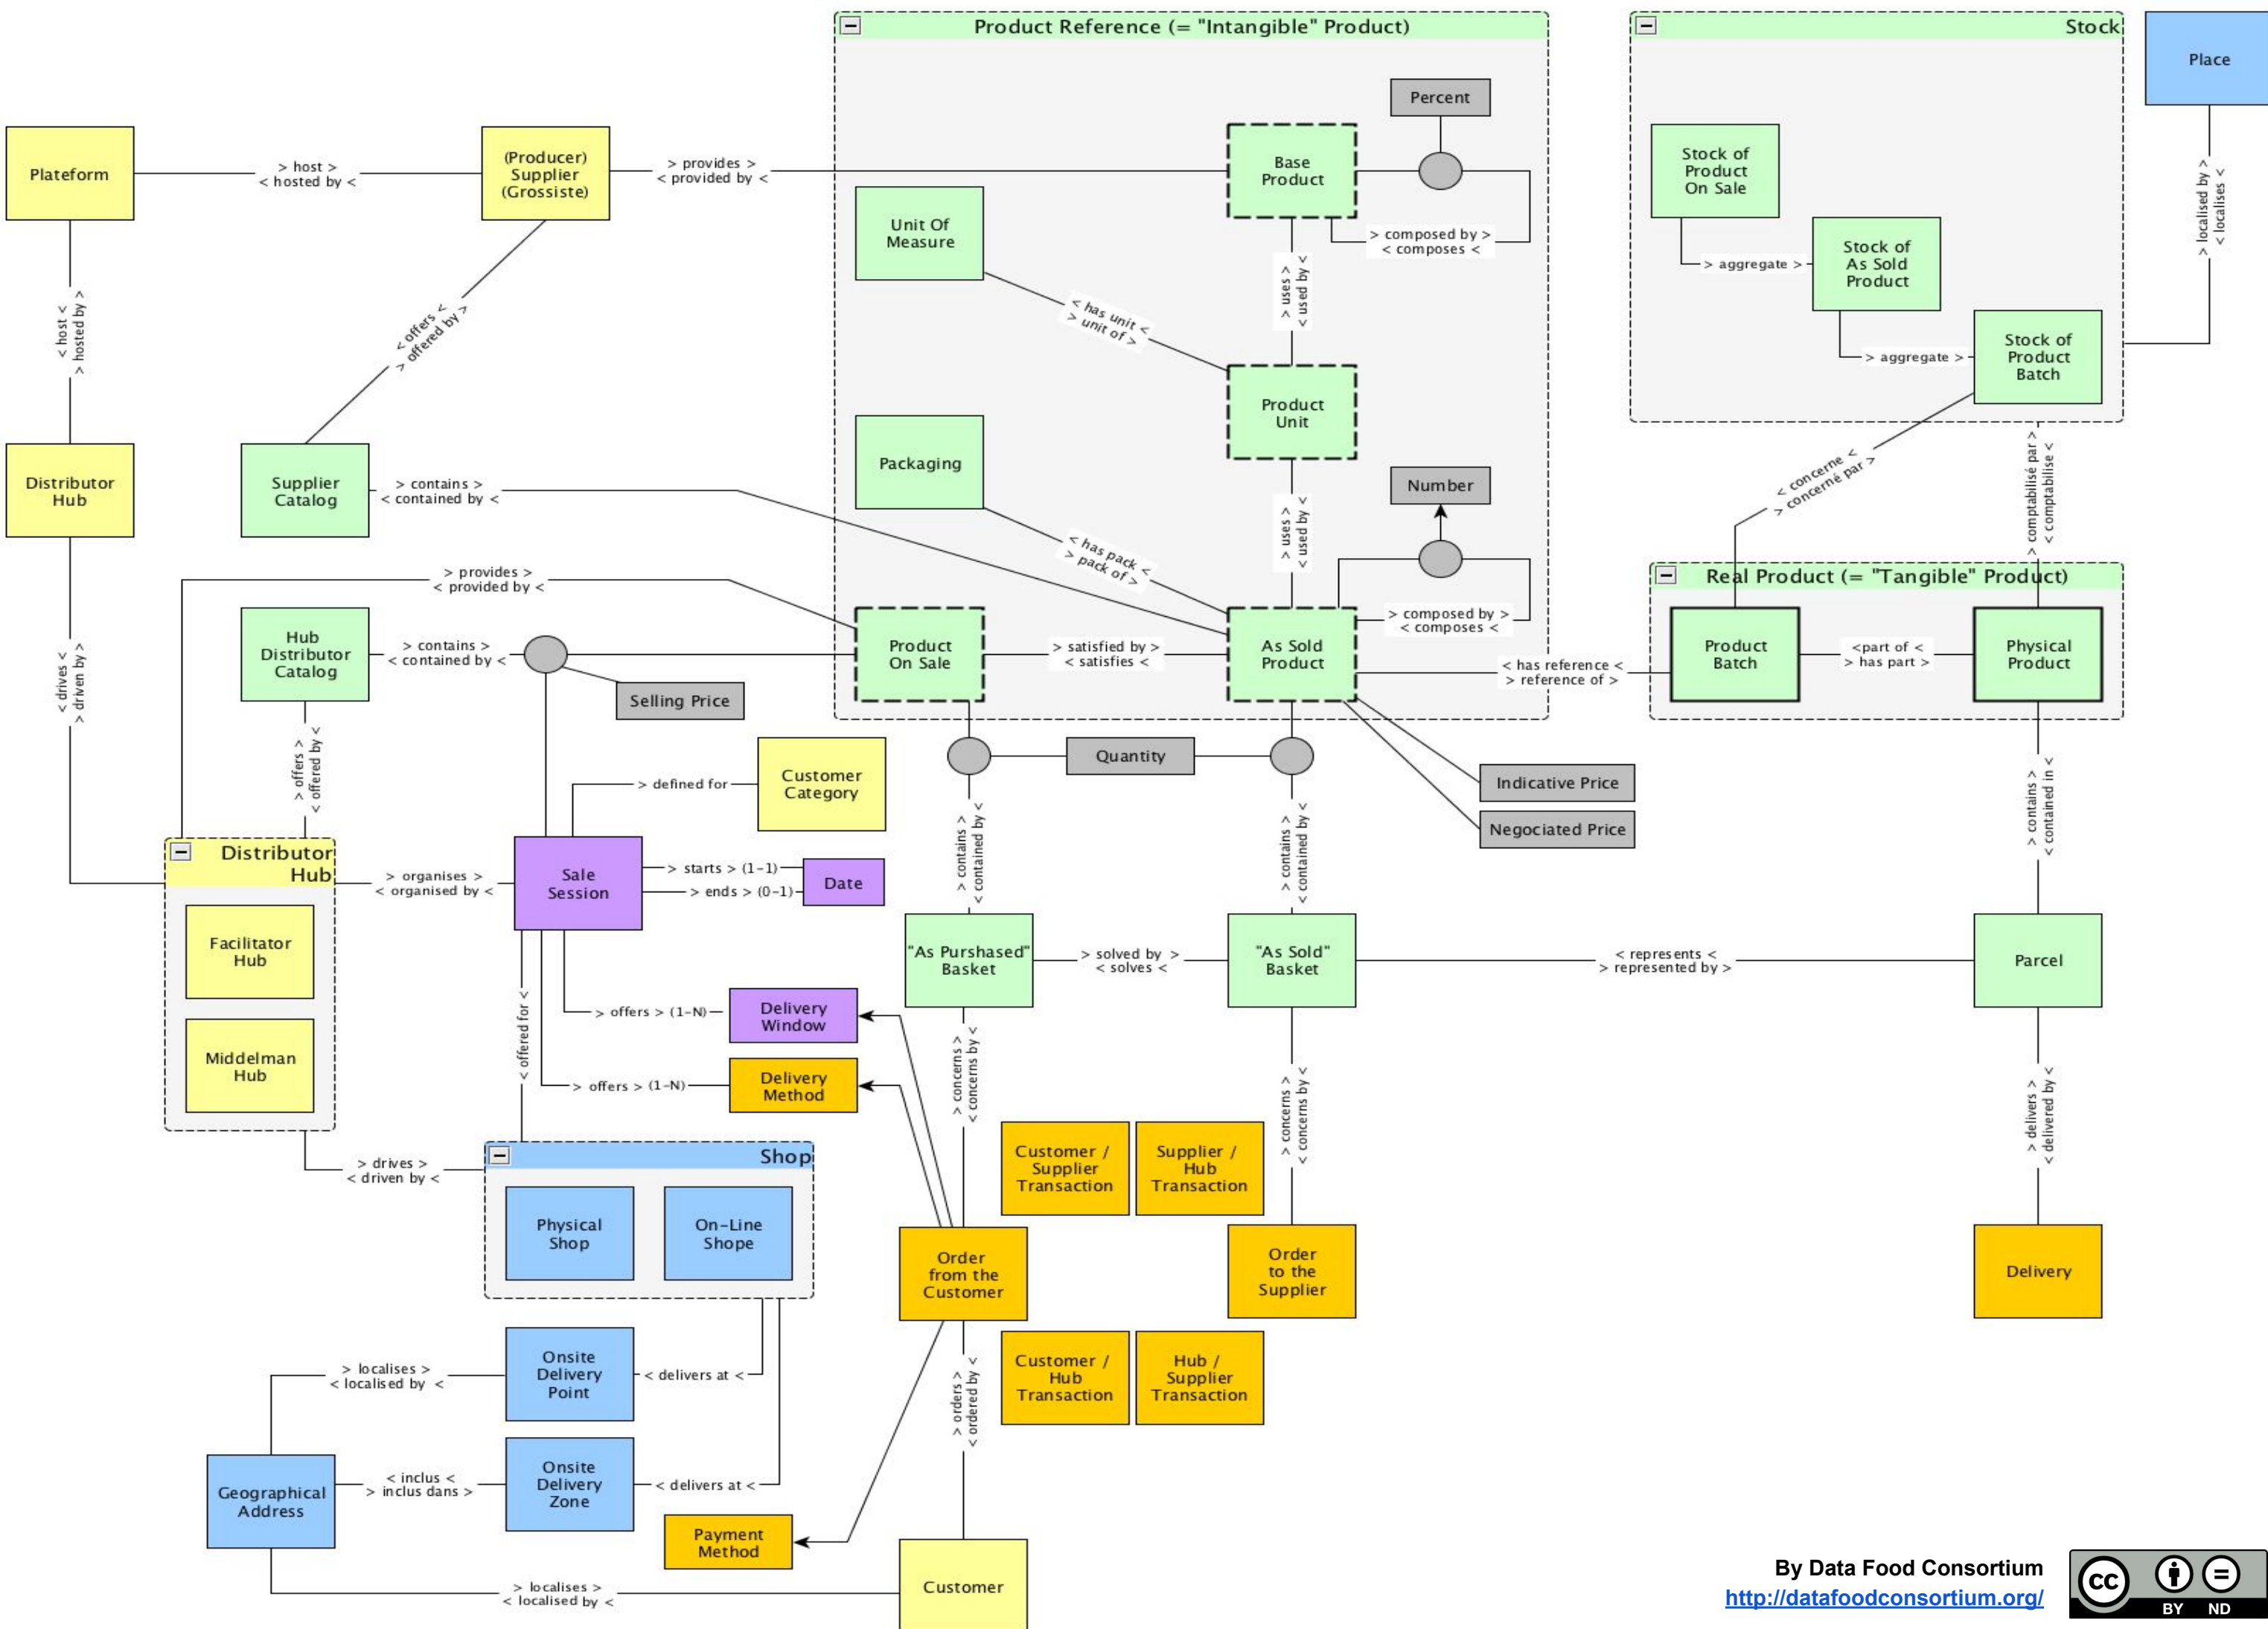 Product Reference (= "Intangible" Product)
Stock
Place
Percent
Plateform
> host >
< hosted by <
(Producer)
Supplier
(Grossiste)
> provides >
< provided by <
Base
Product
> composed by >
< composes <
Stock of
Product
On Sale
> localised by >
< localises <
Unit Of
Measure
> aggregate >
Stock of
As Sold
Product
< host <
> hosted by >
< offers <
> offered by >
< has unit <
> unit of >
> uses >
< used by <
> aggregate >
Stock of
Product
Batch
Product
Unit
Distributor
Hub
Supplier
Catalog
> contains >
< contained by <
Packaging
Number
< concerne <
> concerné par >
> comptabilisé par >
< comptabilise <
< has pack <
> pack of >
> uses >
< used by <
> provides >
< provided by <
Real Product (= "Tangible" Product)
> composed by >
< composes <
Hub
Distributor
Catalog
> contains >
< contained by <
Product
On Sale
> satisfied by >
< satisfies <
As Sold
Product
< has reference <
> reference of >
Product
Batch
<part of <
> has part >
Physical
Product
< drives <
> driven by >
Selling Price
> offers >
< offered by <
Quantity
> defined for
Customer
Category
Indicative Price
Negociated Price
> contains >
< contained by <
> contains >
< contained by <
> contains >
< contained in <
Distributor
Hub
> organises >
< organised by <
Sale
Session
> starts > (1-1)
> ends > (0-1)
Date
Facilitator
Hub
"As Purshased"
Basket
> solved by >
< solves <
"As Sold"
Basket
< represents <
> represented by >
Parcel
< offered for <
> offers > (1-N)
Delivery
Window
Middelman
Hub
> offers > (1-N)
Delivery
Method
> concerns >
< concerns by <
> concerns >
< concerns by <
> delivers >
< delivered by <
Customer /
Supplier
Transaction
Supplier /
Hub
Transaction
> drives >
< driven by <
Shop
Physical
Shop
On-Line
Shope
Order
from the
Customer
Order
to the
Supplier
Delivery
> localises >
< localised by <
Onsite
Delivery
Point
< delivers at <
> orders >
< ordered by <
Customer /
Hub
Transaction
Hub /
Supplier
Transaction
Geographical
Address
< inclus <
> inclus dans >
Onsite
Delivery
Zone
< delivers at <
Payment
Method
> localises >
< localised by <
Customer
By Data Food Consortium
http://datafoodconsortium.org/
cc
BY ND